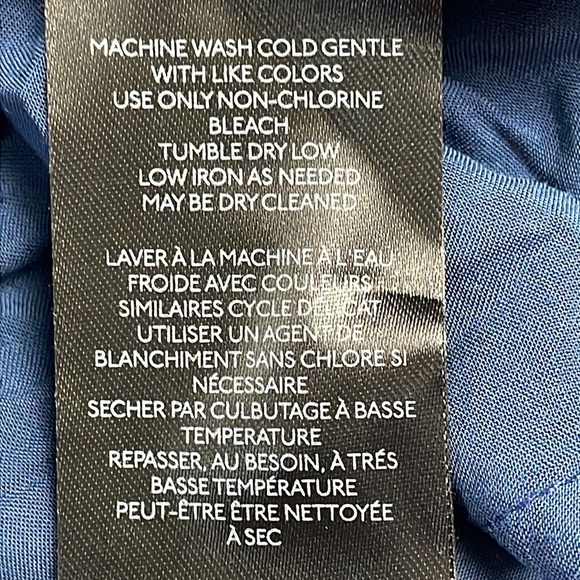 MACHINE WASH COLD GENTLE
WITH LIKE COLORS
USE ONLY NON-CHLORINE
BLEACH
TUMBLE DRY LOW
LOW IRON AS NEEDED
MAY BE DRY CLEANED
LAVER À LA MACHINE À L'EAU
FROIDE AVEC COULEURS
SIMILAIRES CYCLE DELICAT
UTILISER UN AGENT DE
BLANCHIMENT SANS CHLORE SI
NÉCESSAIRE
SECHER PAR CULBUTAGE À BASSE
TEMPERATURE
REPASSER, AU BESOIN, À TRÉS
BASSE TEMPÉRATURE
PEUT-ÊTRE ÊTRE NETTOYÉE
À SEC